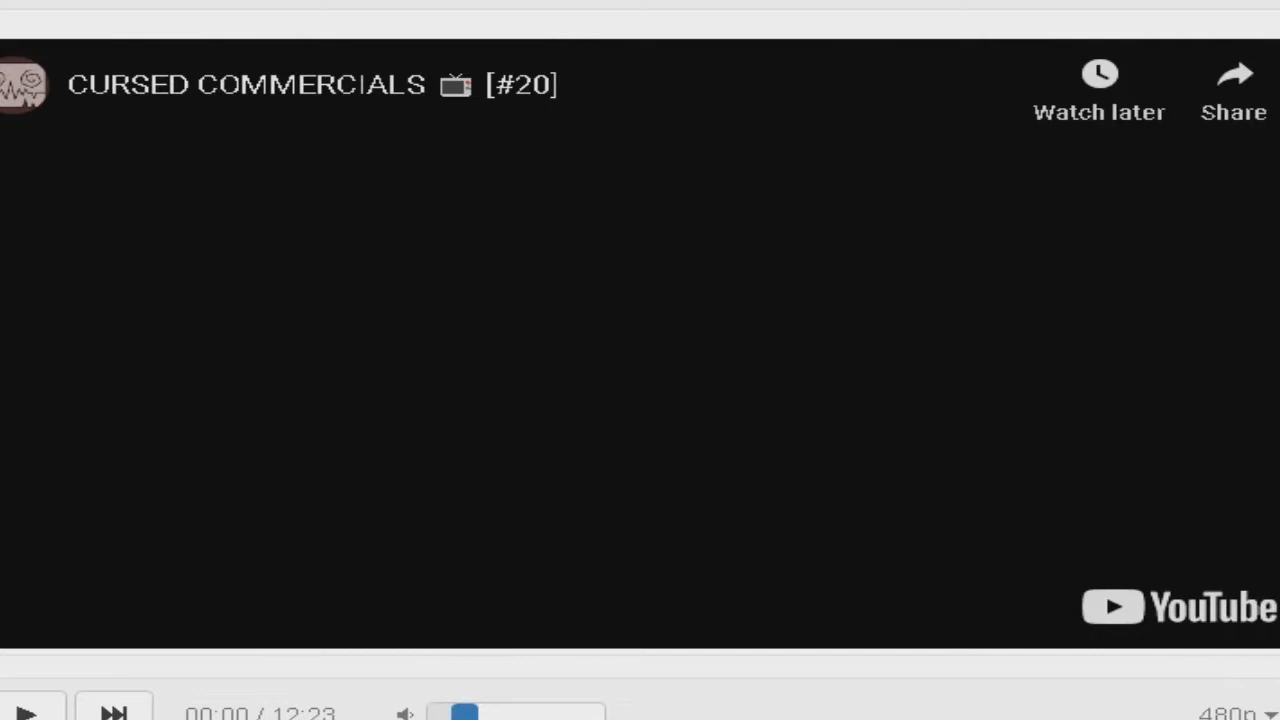 CURSED COMMERCIALS 📺 [#20]
Watch later
Share
YouTube
00:00 / 12:23
480p